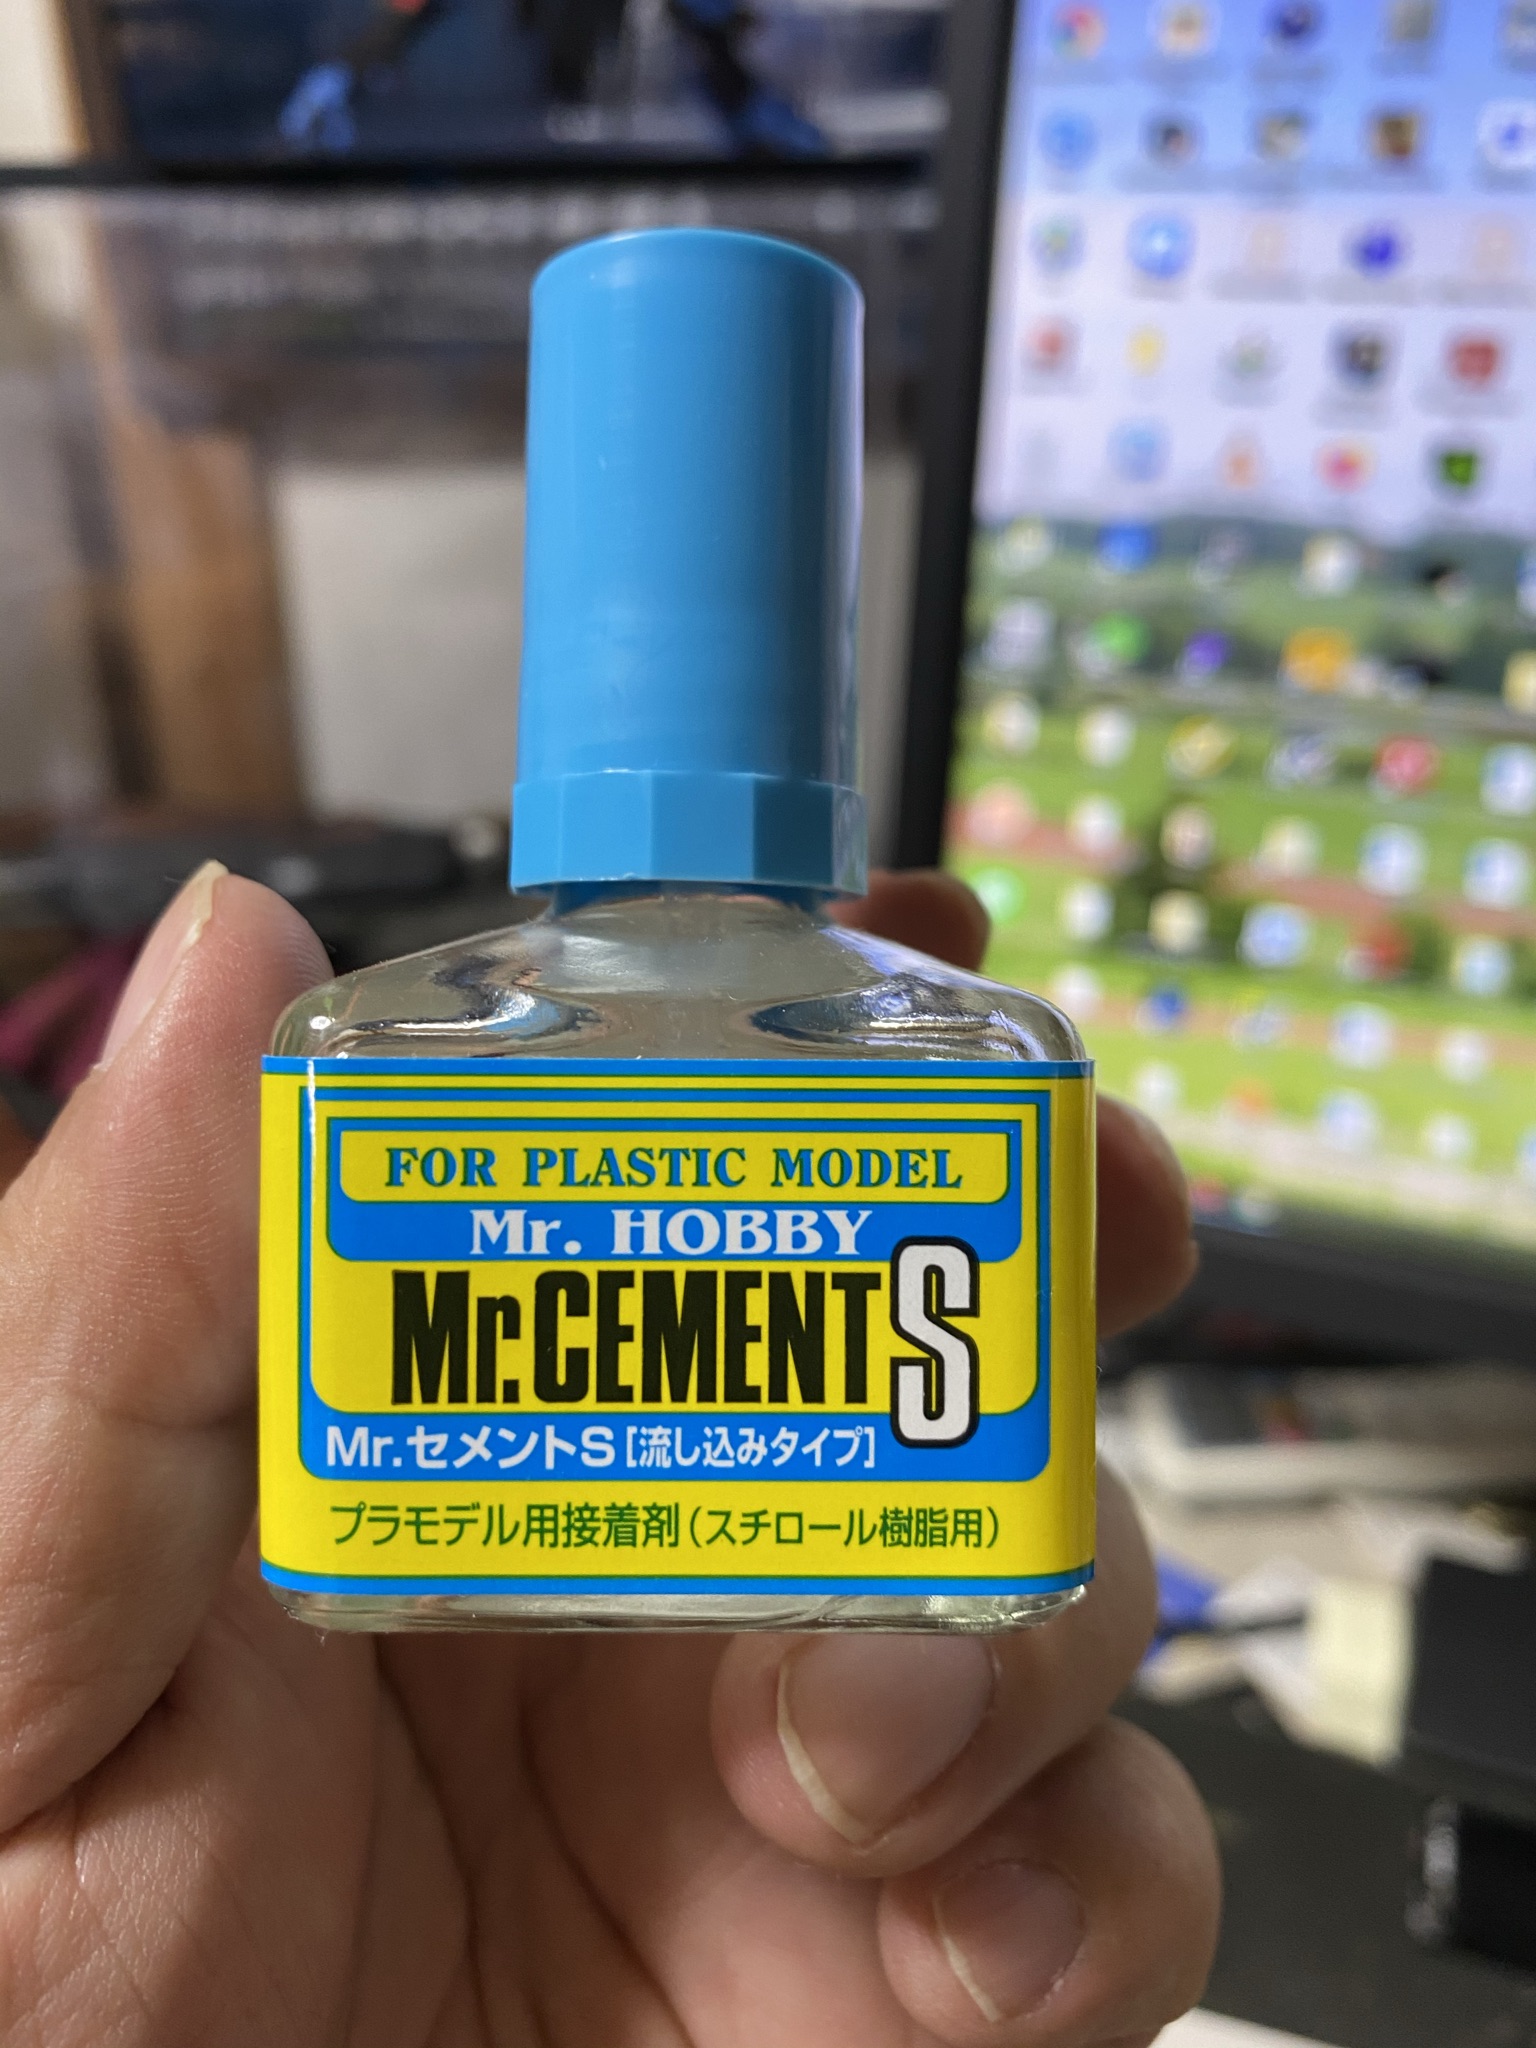 FOR PLASTIC MODEL
Mr. HOBBY
Mr.CEMENT S
Mr.セメントS [流し込みタイプ]
プラモデル用接着剤(スチロール樹脂用)